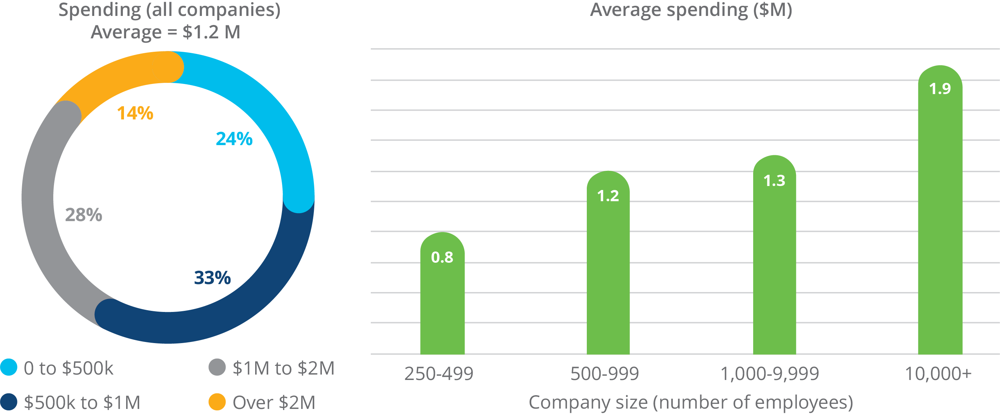 Spending (all companies)
Average = $1.2 M
14%
24%
28%
33%
0 to $500k
$1M to $2M
$500k to $1M
Over $2M
Average spending ($M)
0.8
1.2
1.3
1.9
250-499
500-999
1,000-9,999
10,000+
Company size (number of employees)